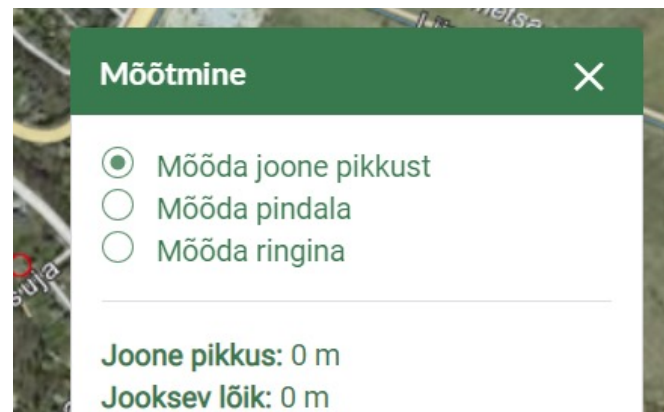 Mõõtmine
Mõõda joone pikkust
Mõõda pindala
Mõõda ringina
Joone pikkus: 0 m
Jooksev lõik: 0 m